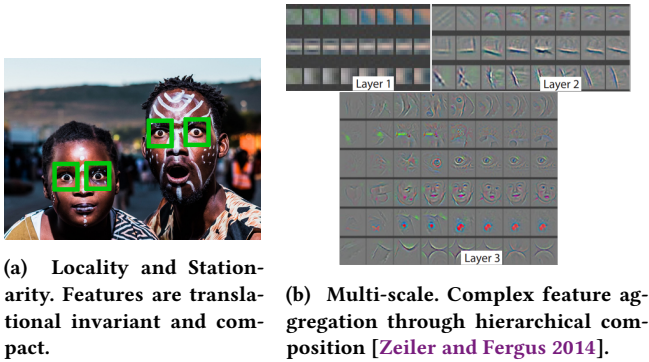 Layer 1
Layer 2
Layer 3
(a) Locality and Station-
arity. Features are transla-
tional invariant and com-
pact.
(b) Multi-scale. Complex feature ag-
gregation through hierarchical com-
position [Zeiler and Fergus 2014].